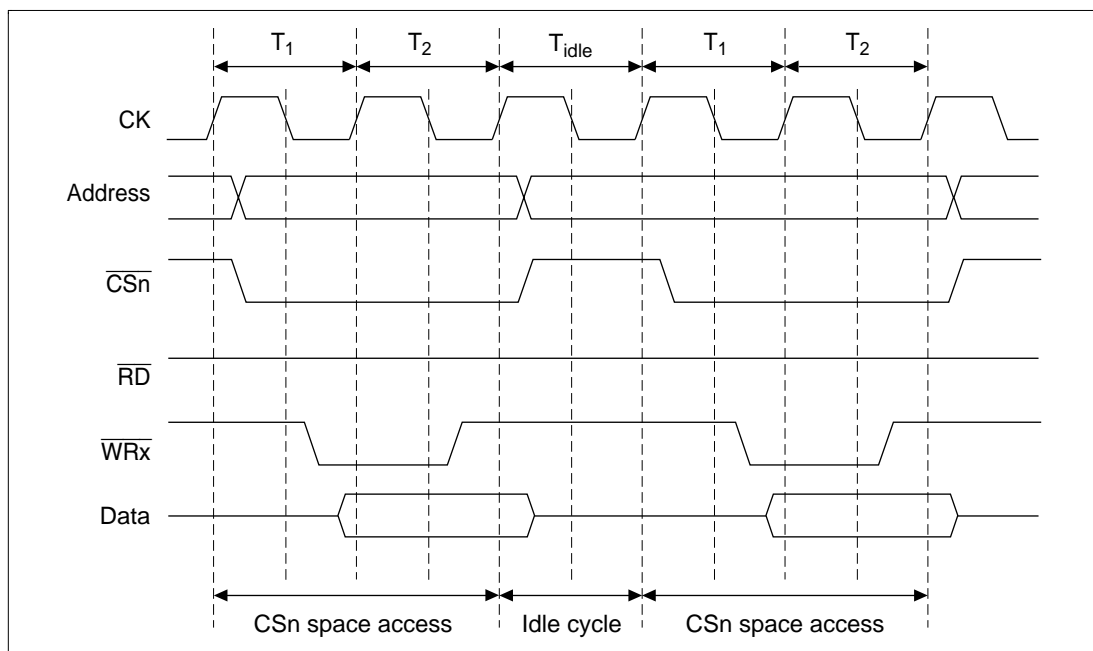 T1 T2 Tidle T1 T2
CK
Address
CSn
RD
WRx
Data
CSn space access Idle cycle CSn space access